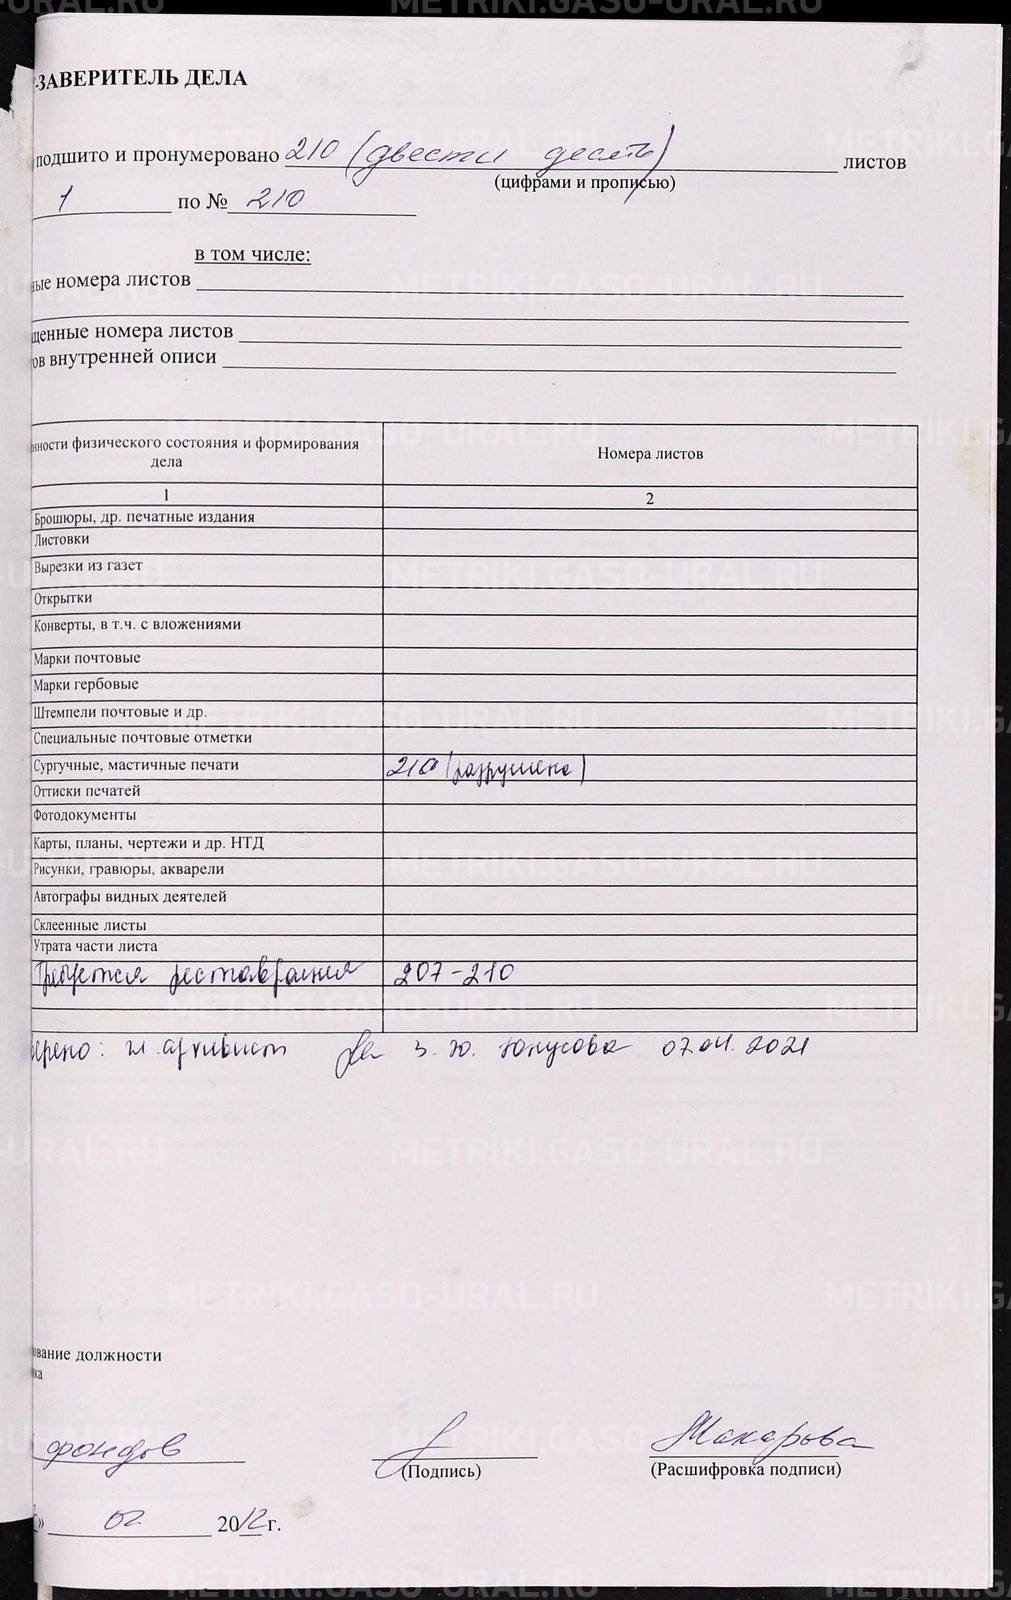 -ЗАВЕРИТЕЛЬ ДЕЛА
подшито и пронумеровано 210 (двести десять) листов
(цифрами и прописью)
1 по № 210
в том числе:
ные номера листов
щенные номера листов
ов внутренней описи
нности физического состояния и формирования дела
Номера листов
1 2
Брошюры, др. печатные издания
Листовки
Вырезки из газет
Открытки
Конверты, в т.ч. с вложениями
Марки почтовые
Марки гербовые
Штемпели почтовые и др.
Специальные почтовые отметки
Сургучные, мастичные печати 210 (разрушена)
Оттиски печатей
Фотодокументы
Карты, планы, чертежи и др. НТД
Рисунки, гравюры, акварели
Автографы видных деятелей
Склеенные листы
Утрата части листа
Требуется реставрация 207-210
верено: гл. архивист З. Ю. Юнусова 07.04.2021
ование должности
ика
фондов Макарова
(Подпись) (Расшифровка подписи)
» 02 2012 г.
METRIKI.GASO-URAL.RU